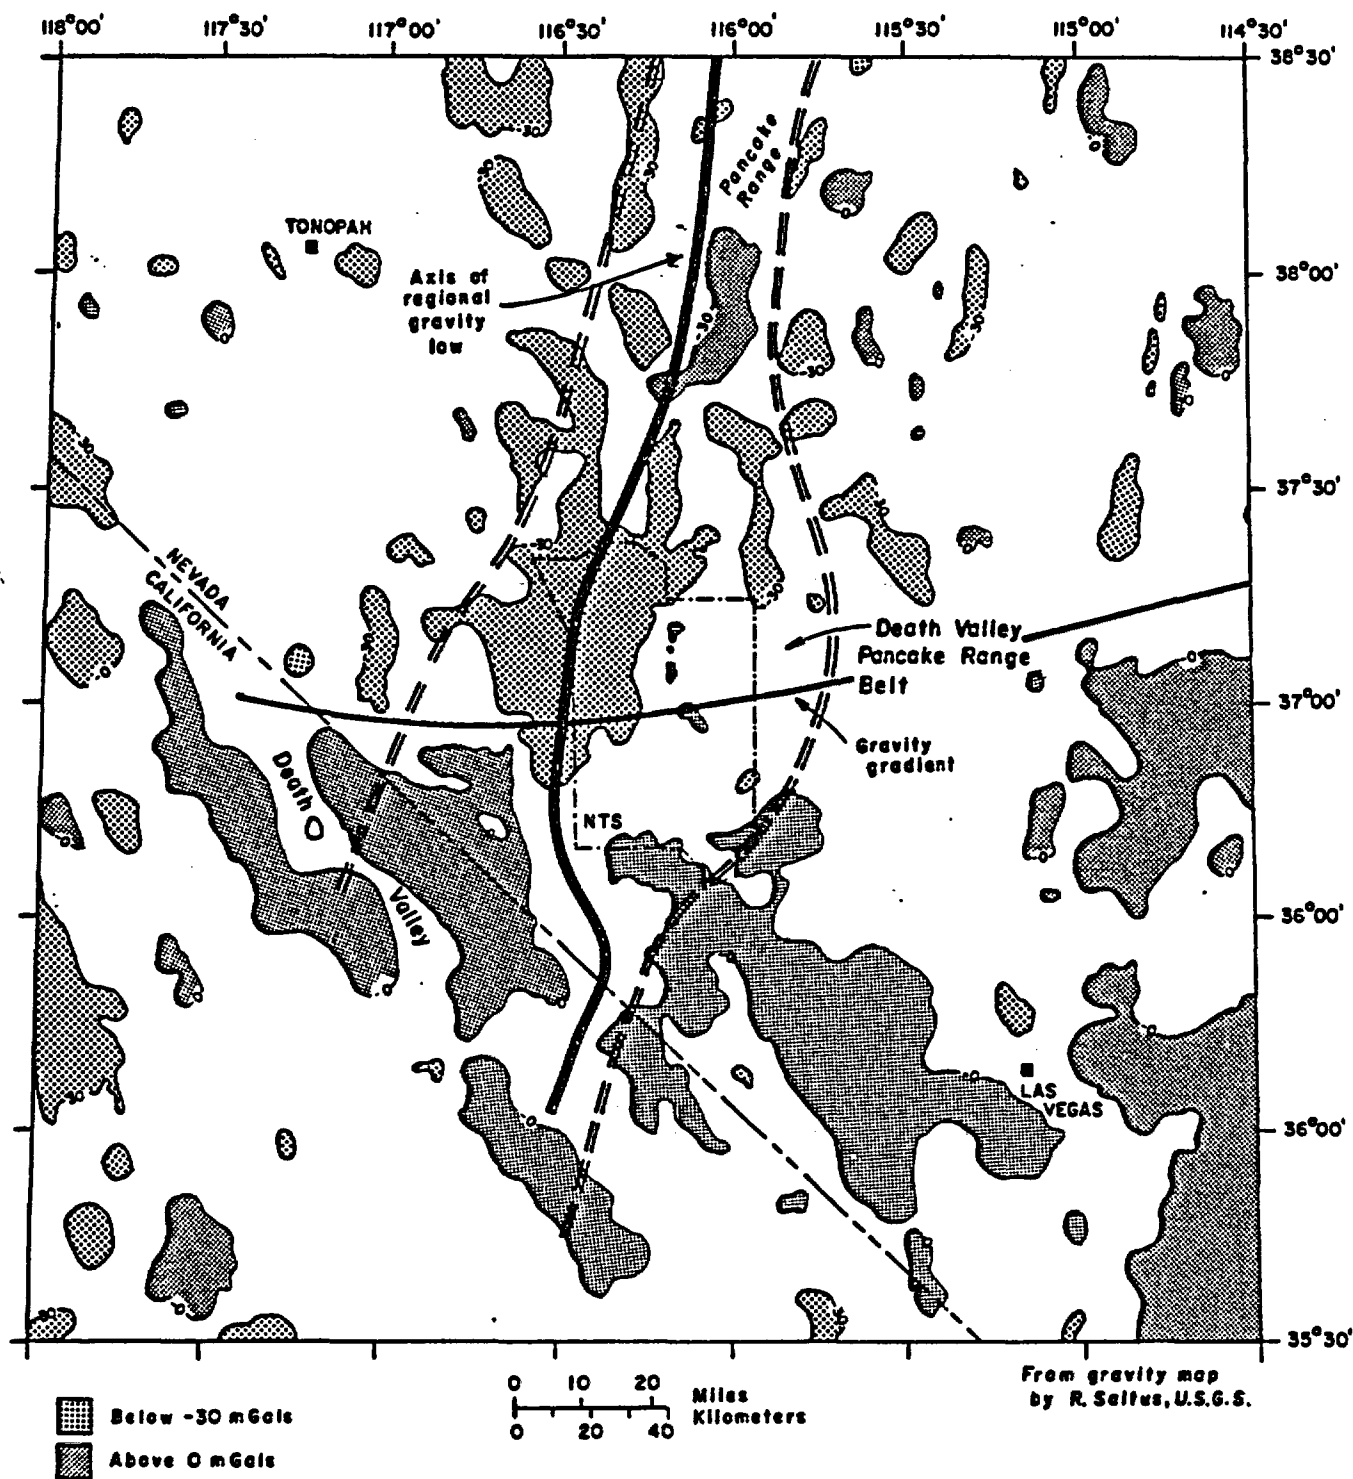 118°00' 117°30' 117°00' 116°30' 116°00' 115°30' 115°00' 114°30'
38°30'
Pancake
Range
TONOPAH
38°00'
Axis of
regional
gravity
law
37°30'
NEVADA
CALIFORNIA
Death Valley
Pancake Range
Belt
37°00'
Gravity
gradient
Death
Valley
NTS
36°00'
LAS
VEGAS
36°00'
35°30'
From gravity map
by R. Saltus, U.S.G.S.
0 10 20
Miles
Kilometers
0 20 40
Below -30 mGals
Above 0 mGals